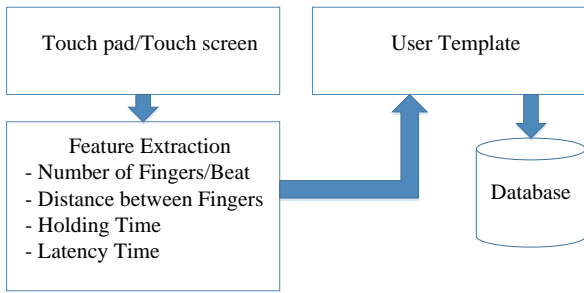 Touch pad/Touch screen
Feature Extraction
- Number of Fingers/Beat
- Distance between Fingers
- Holding Time
- Latency Time
User Template
Database